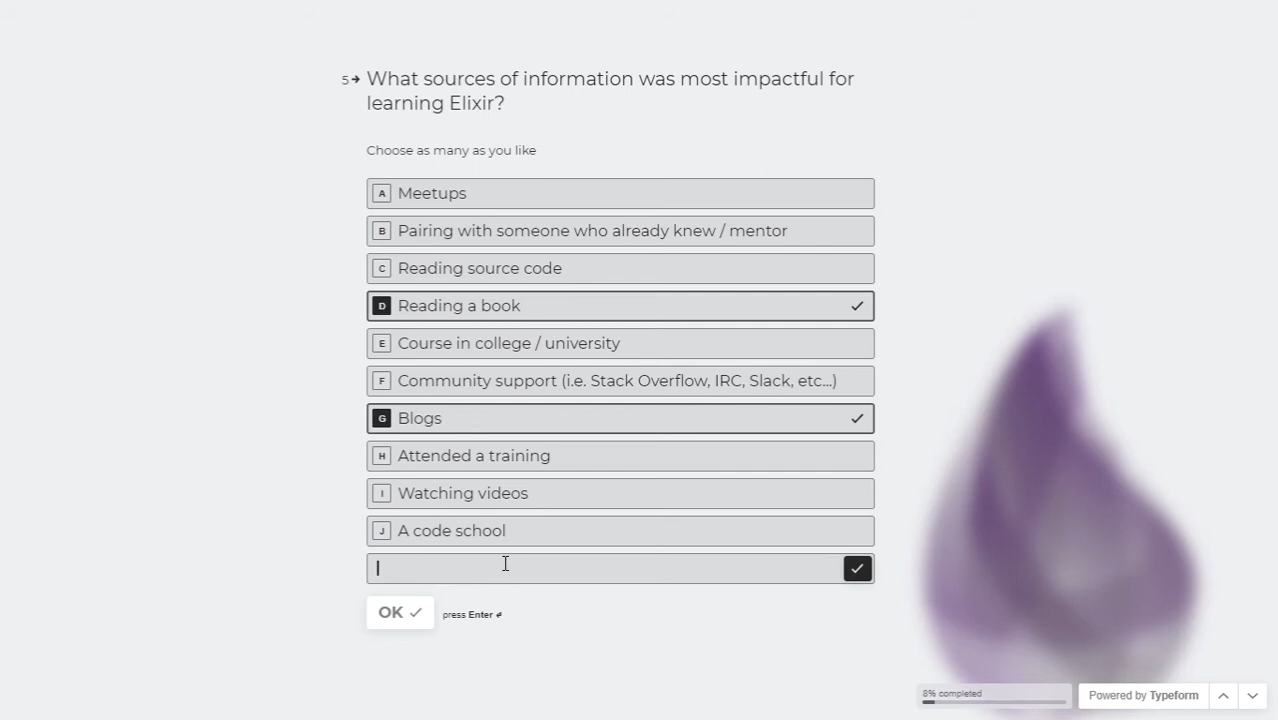 5→ What sources of information was most impactful for
learning Elixir?
Choose as many as you like
A Meetups
B Pairing with someone who already knew / mentor
C Reading source code
D Reading a book
E Course in college / university
F Community support (i.e. Stack Overflow, IRC, Slack, etc...)
G Blogs
H Attended a training
I Watching videos
J A code school
OK press Enter ↵
8% completed
Powered by Typeform